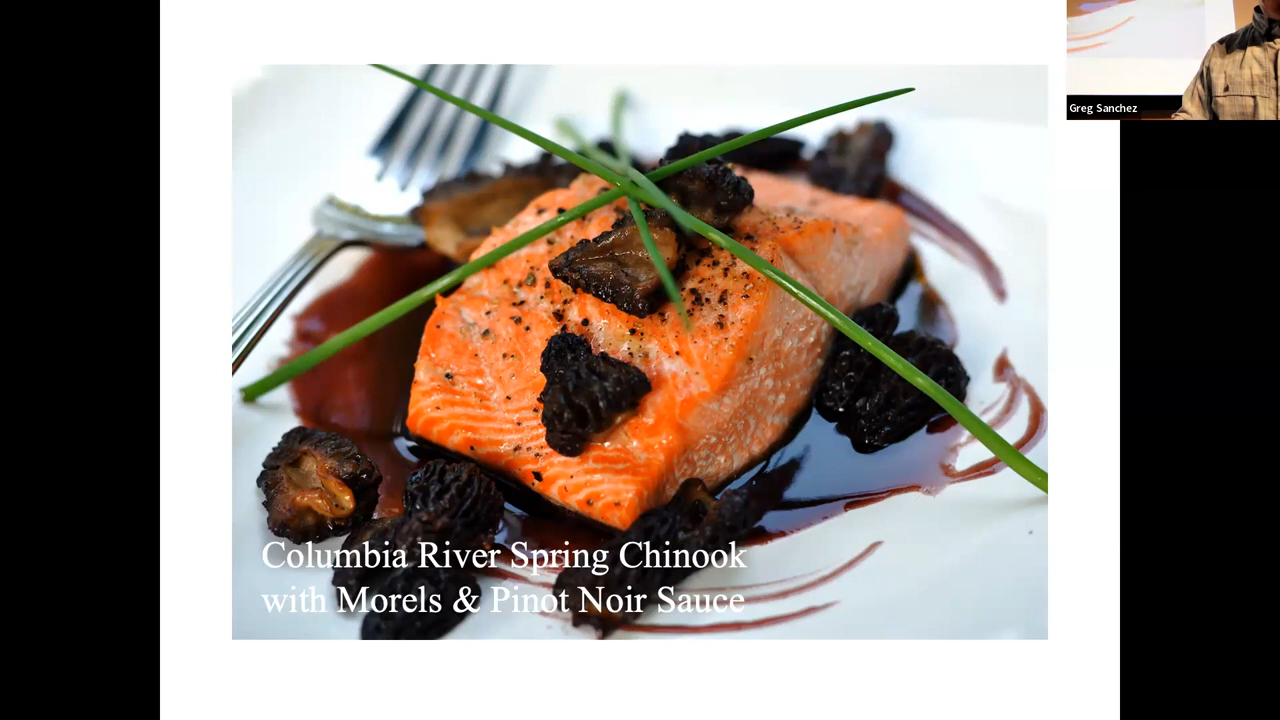 Greg Sanchez
Columbia River Spring Chinook
with Morels & Pinot Noir Sauce